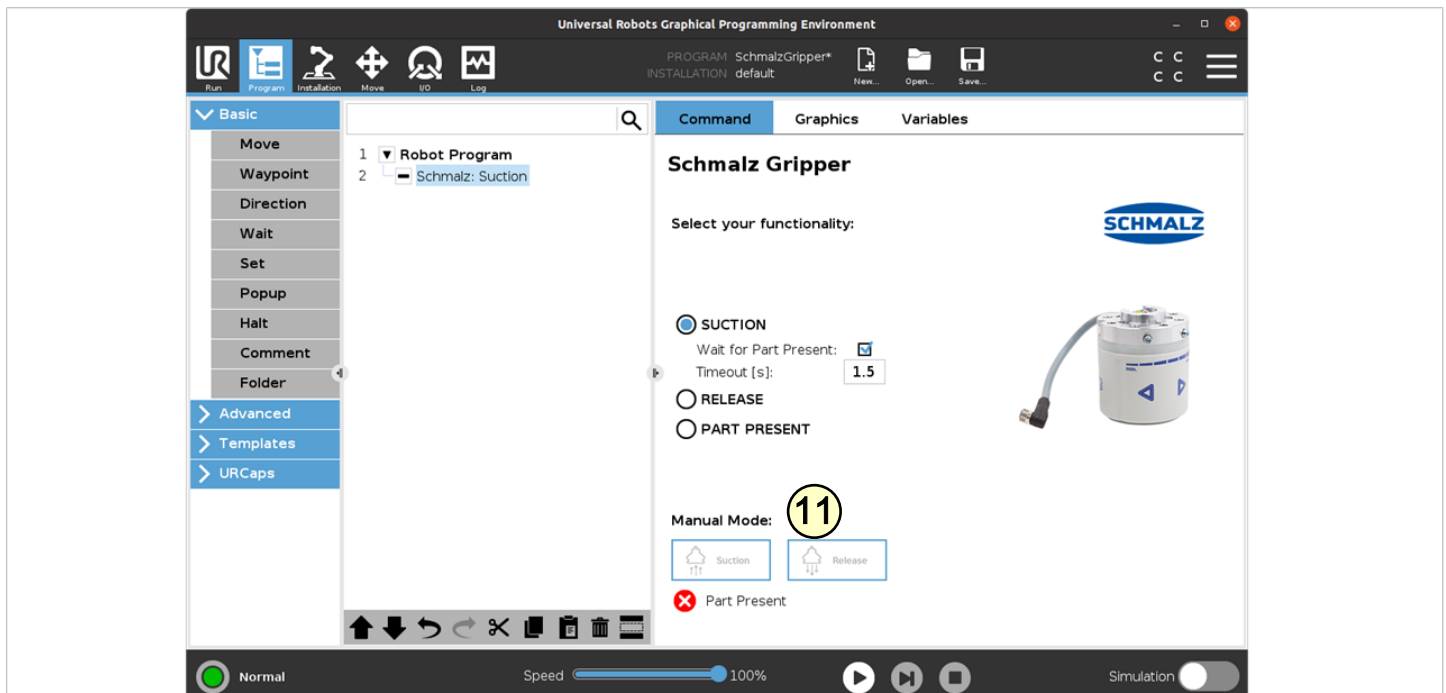 Universal Robots Graphical Programming Environment
Run
Program
Installation
Move
I/O
Log
PROGRAM SchmalzGripper*
INSTALLATION default
New...
Open...
Save...
C C
C C
Basic
Move
Waypoint
Direction
Wait
Set
Popup
Halt
Comment
Folder
Advanced
Templates
URCaps
1 Robot Program
2 Schmalz: Suction
Command Graphics Variables
Schmalz Gripper
Select your functionality:
SCHMALZ
SUCTION
Wait for Part Present:
Timeout [s]: 1.5
RELEASE
PART PRESENT
11
Manual Mode:
Suction Release
Part Present
Normal
Speed 100%
Simulation